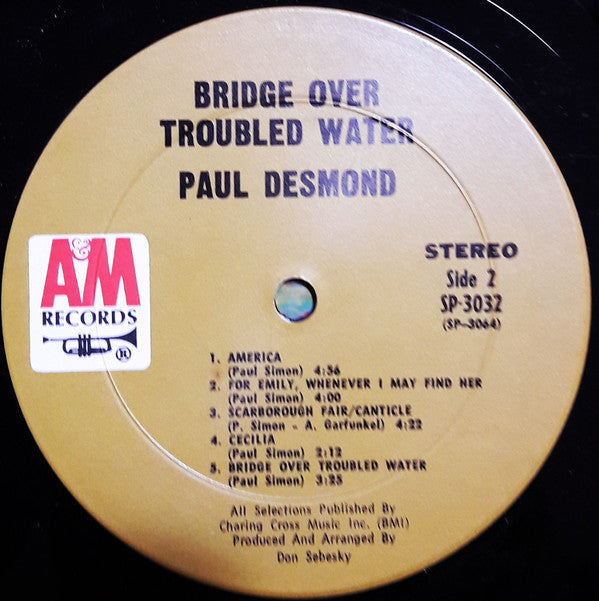 BRIDGE OVER
TROUBLED WATER
PAUL DESMOND
A&M
RECORDS
®
STEREO
Side 2
SP-3032
(SP-3064)
1. AMERICA
(Paul Simon) 4:56
2. FOR EMILY, WHENEVER I MAY FIND HER
(Paul Simon) 4:00
3. SCARBOROUGH FAIR/CANTICLE
(P. Simon - A. Garfunkel) 4:22
4. CECILIA
(Paul Simon) 2:12
5. BRIDGE OVER TROUBLED WATER
(Paul Simon) 3:25
All Selections Published By
Charing Cross Music Inc. (BMI)
Produced And Arranged By
Don Sebesky